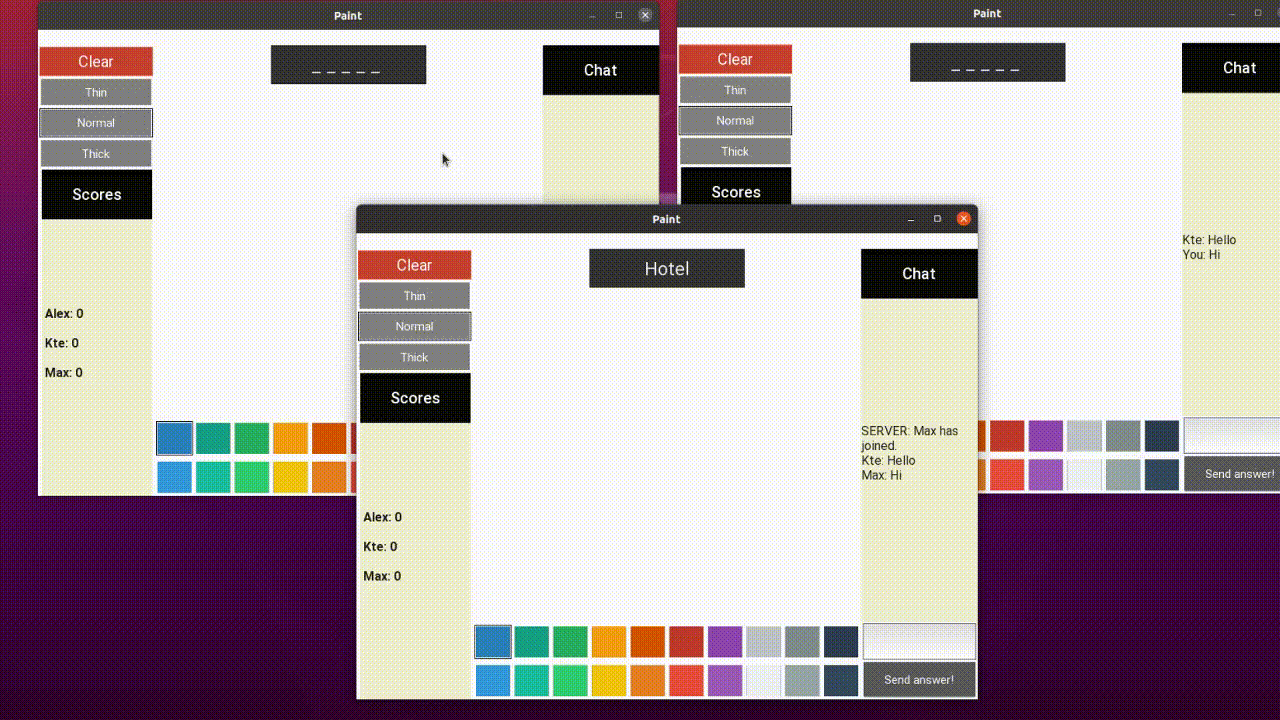 Paint
Clear
Thin
Normal
Thick
Scores
_ _ _ _ _
Chat
Alex: 0
Kte: 0
Max: 0
Paint
Clear
Thin
Normal
Thick
Scores
_ _ _ _ _
Chat
Kte: Hello
You: Hi
Send answer!
Paint
Clear
Thin
Normal
Thick
Scores
Hotel
Chat
Alex: 0
Kte: 0
Max: 0
SERVER: Max has
joined.
Kte: Hello
Max: Hi
Send answer!